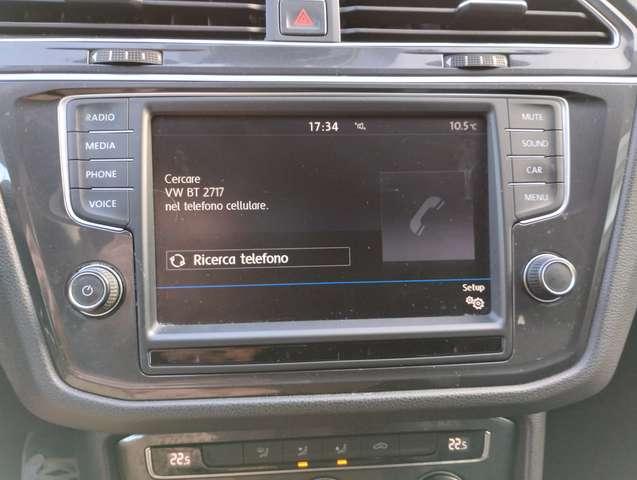 RADIO
MEDIA
PHONE
VOICE
17:34
10.5°C
Cercare
VW BT 2717
nel telefono cellulare.
Ricerca telefono
Setup
MUTE
SOUND
CAR
MENU
22.5
22.5